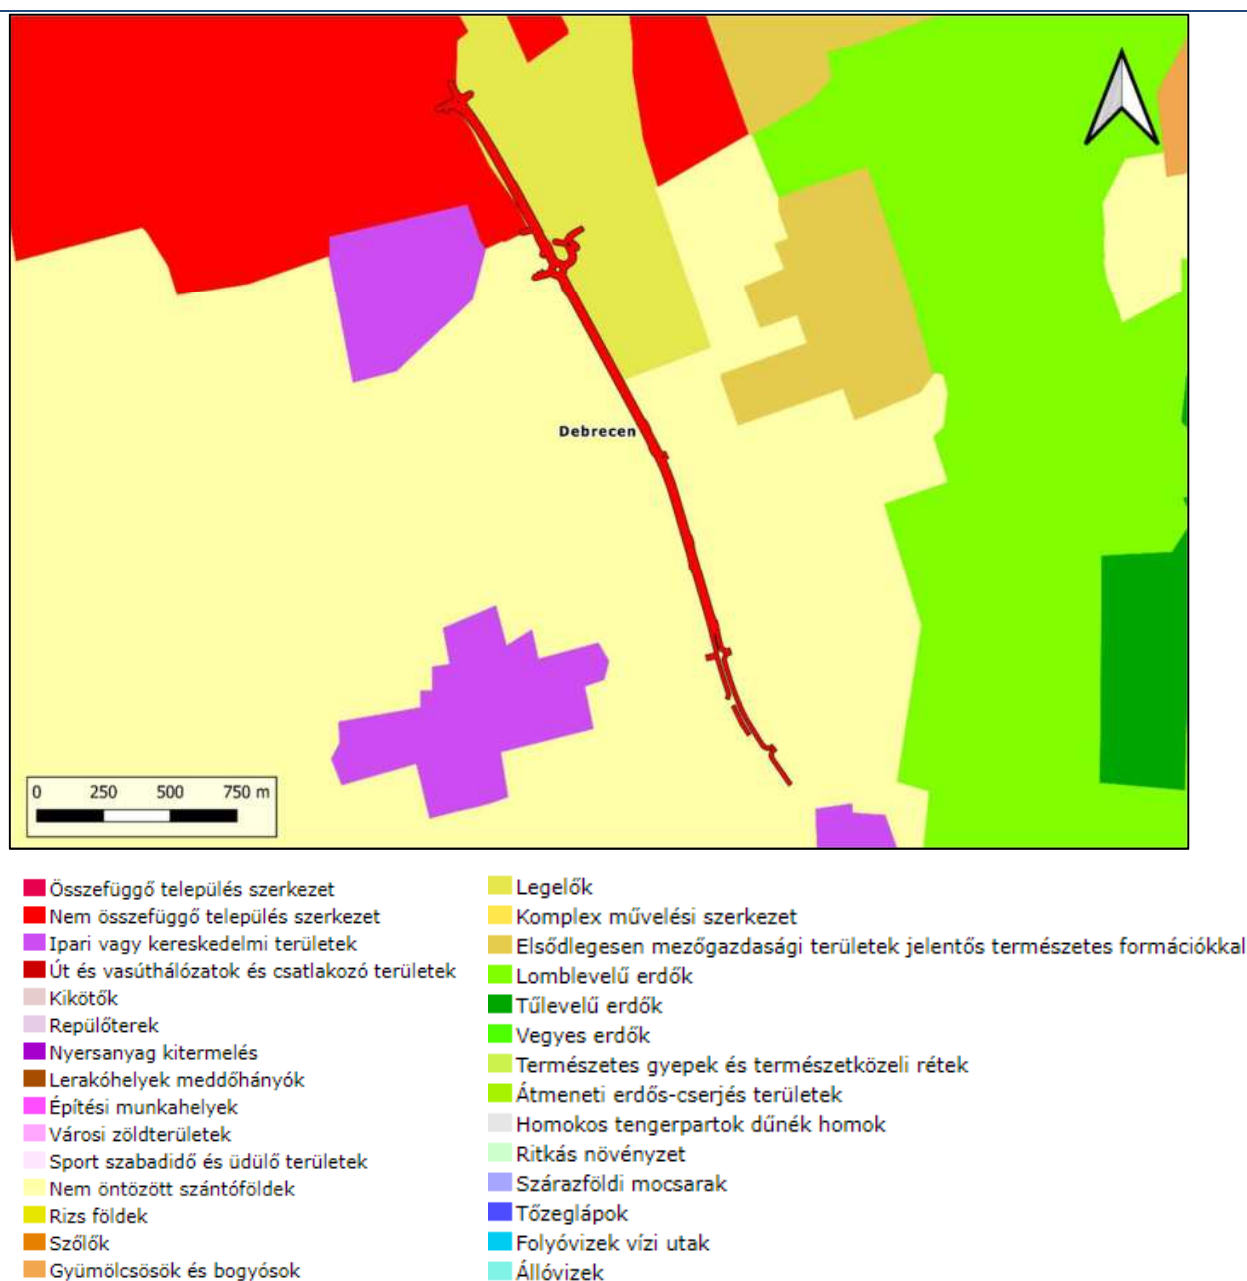 Debrecen
0 250 500 750 m
Összefüggő település szerkezet
Nem összefüggő település szerkezet
Ipari vagy kereskedelmi területek
Út és vasúthálózatok és csatlakozó területek
Kikötők
Repülőterek
Nyersanyag kitermelés
Lerakóhelyek meddőhányók
Építési munkahelyek
Városi zöldterületek
Sport szabadidő és üdülő területek
Nem öntözött szántóföldek
Rizs földek
Szőlők
Gyümölcsösök és bogyósok
Legelők
Komplex művelési szerkezet
Elsődlegesen mezőgazdasági területek jelentős természetes formációkkal
Lomblevelű erdők
Tűlevelű erdők
Vegyes erdők
Természetes gyepek és természetközeli rétek
Átmeneti erdős-cserjés területek
Homokos tengerpartok dűnék homok
Ritkás növényzet
Szárazföldi mocsarak
Tőzeglápok
Folyóvizek vízi utak
Állóvizek